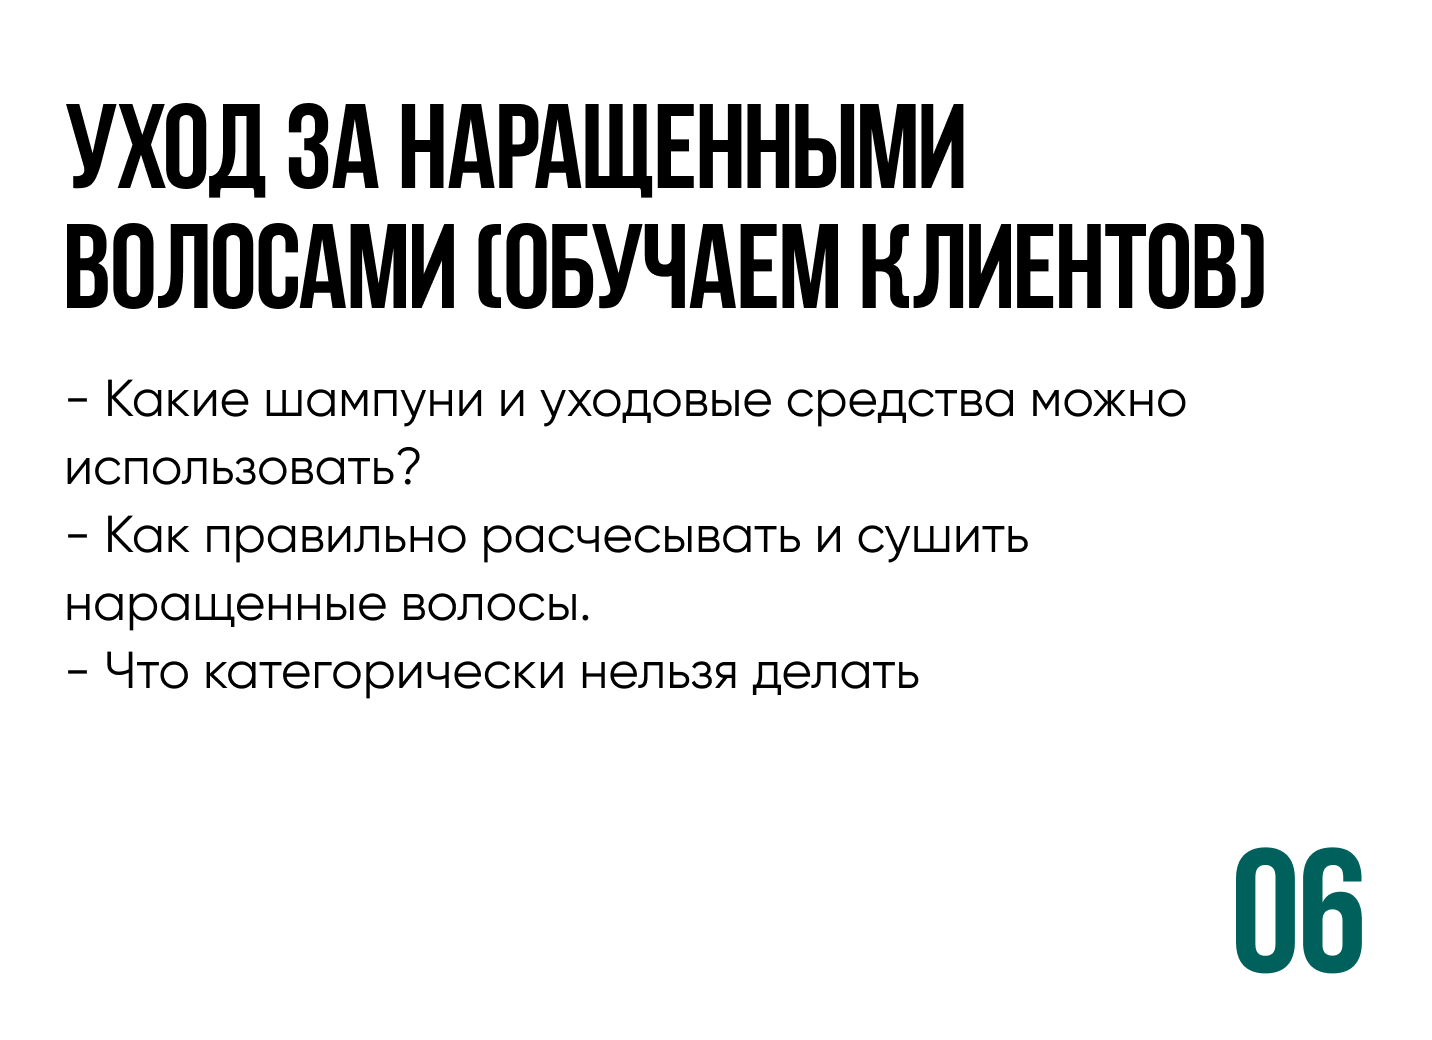 УХОД ЗА НАРАЩЕННЫМИ
ВОЛОСАМИ (ОБУЧАЕМ КЛИЕНТОВ)
- Какие шампуни и уходовые средства можно
использовать?
- Как правильно расчесывать и сушить
наращенные волосы.
- Что категорически нельзя делать
06